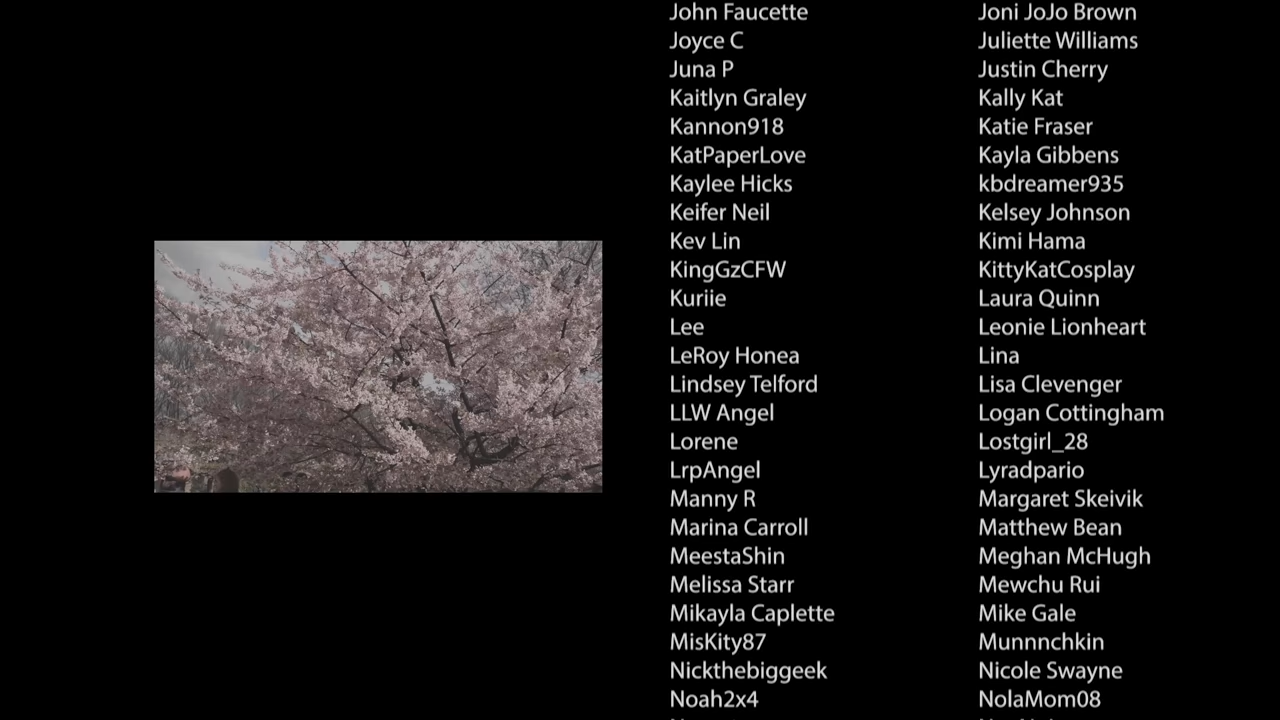 John Faucette Joni JoJo Brown
Joyce C Juliette Williams
Juna P Justin Cherry
Kaitlyn Graley Kally Kat
Kannon918 Katie Fraser
KatPaperLove Kayla Gibbens
Kaylee Hicks kbdreamer935
Keifer Neil Kelsey Johnson
Kev Lin Kimi Hama
KingGzCFW KittyKatCosplay
Kuriie Laura Quinn
Lee Leonie Lionheart
LeRoy Honea Lina
Lindsey Telford Lisa Clevenger
LLW Angel Logan Cottingham
Lorene Lostgirl_28
LrpAngel Lyradpario
Manny R Margaret Skeivik
Marina Carroll Matthew Bean
MeestaShin Meghan McHugh
Melissa Starr Mewchu Rui
Mikayla Caplette Mike Gale
MisKity87 Munnnchkin
Nickthebiggeek Nicole Swayne
Noah2x4 NolaMom08